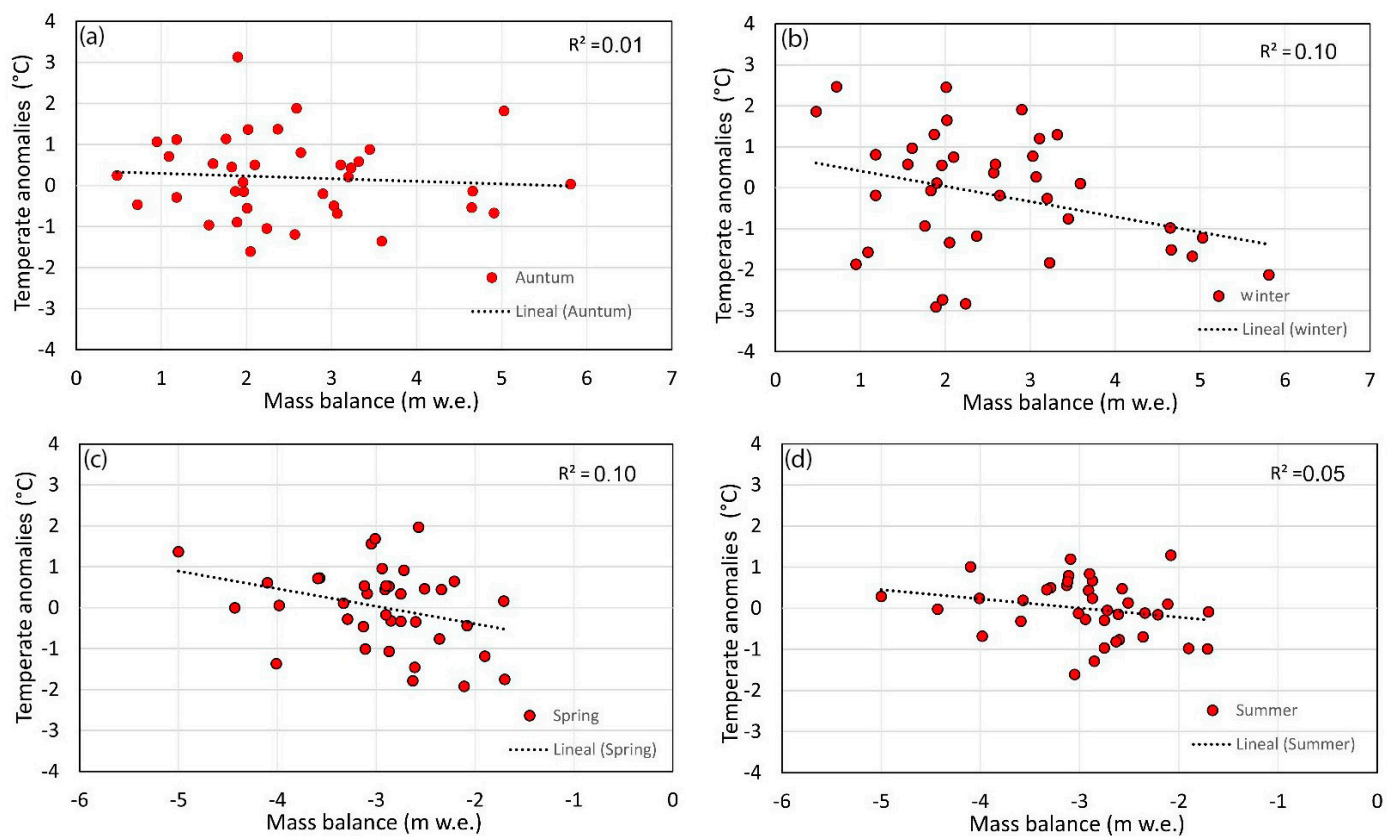 (a)
R² =0.01
4
3
2
1
0
-1
-2
-3
-4
Temperate anomalies (°C)
Auntum
Lineal (Auntum)
0 1 2 3 4 5 6 7
Mass balance (m w.e.)
(b)
R² =0.10
4
3
2
1
0
-1
-2
-3
-4
Temperate anomalies (°C)
winter
Lineal (winter)
0 1 2 3 4 5 6 7
Mass balance (m w.e.)
(c)
R² =0.10
4
3
2
1
0
-1
-2
-3
-4
Temperate anomalies (°C)
Spring
Lineal (Spring)
-6 -5 -4 -3 -2 -1 0
Mass balance (m w.e.)
(d)
R² =0.05
4
3
2
1
0
-1
-2
-3
-4
Temperate anomalies (°C)
Summer
Lineal (Summer)
-6 -5 -4 -3 -2 -1 0
Mass balance (m w.e.)